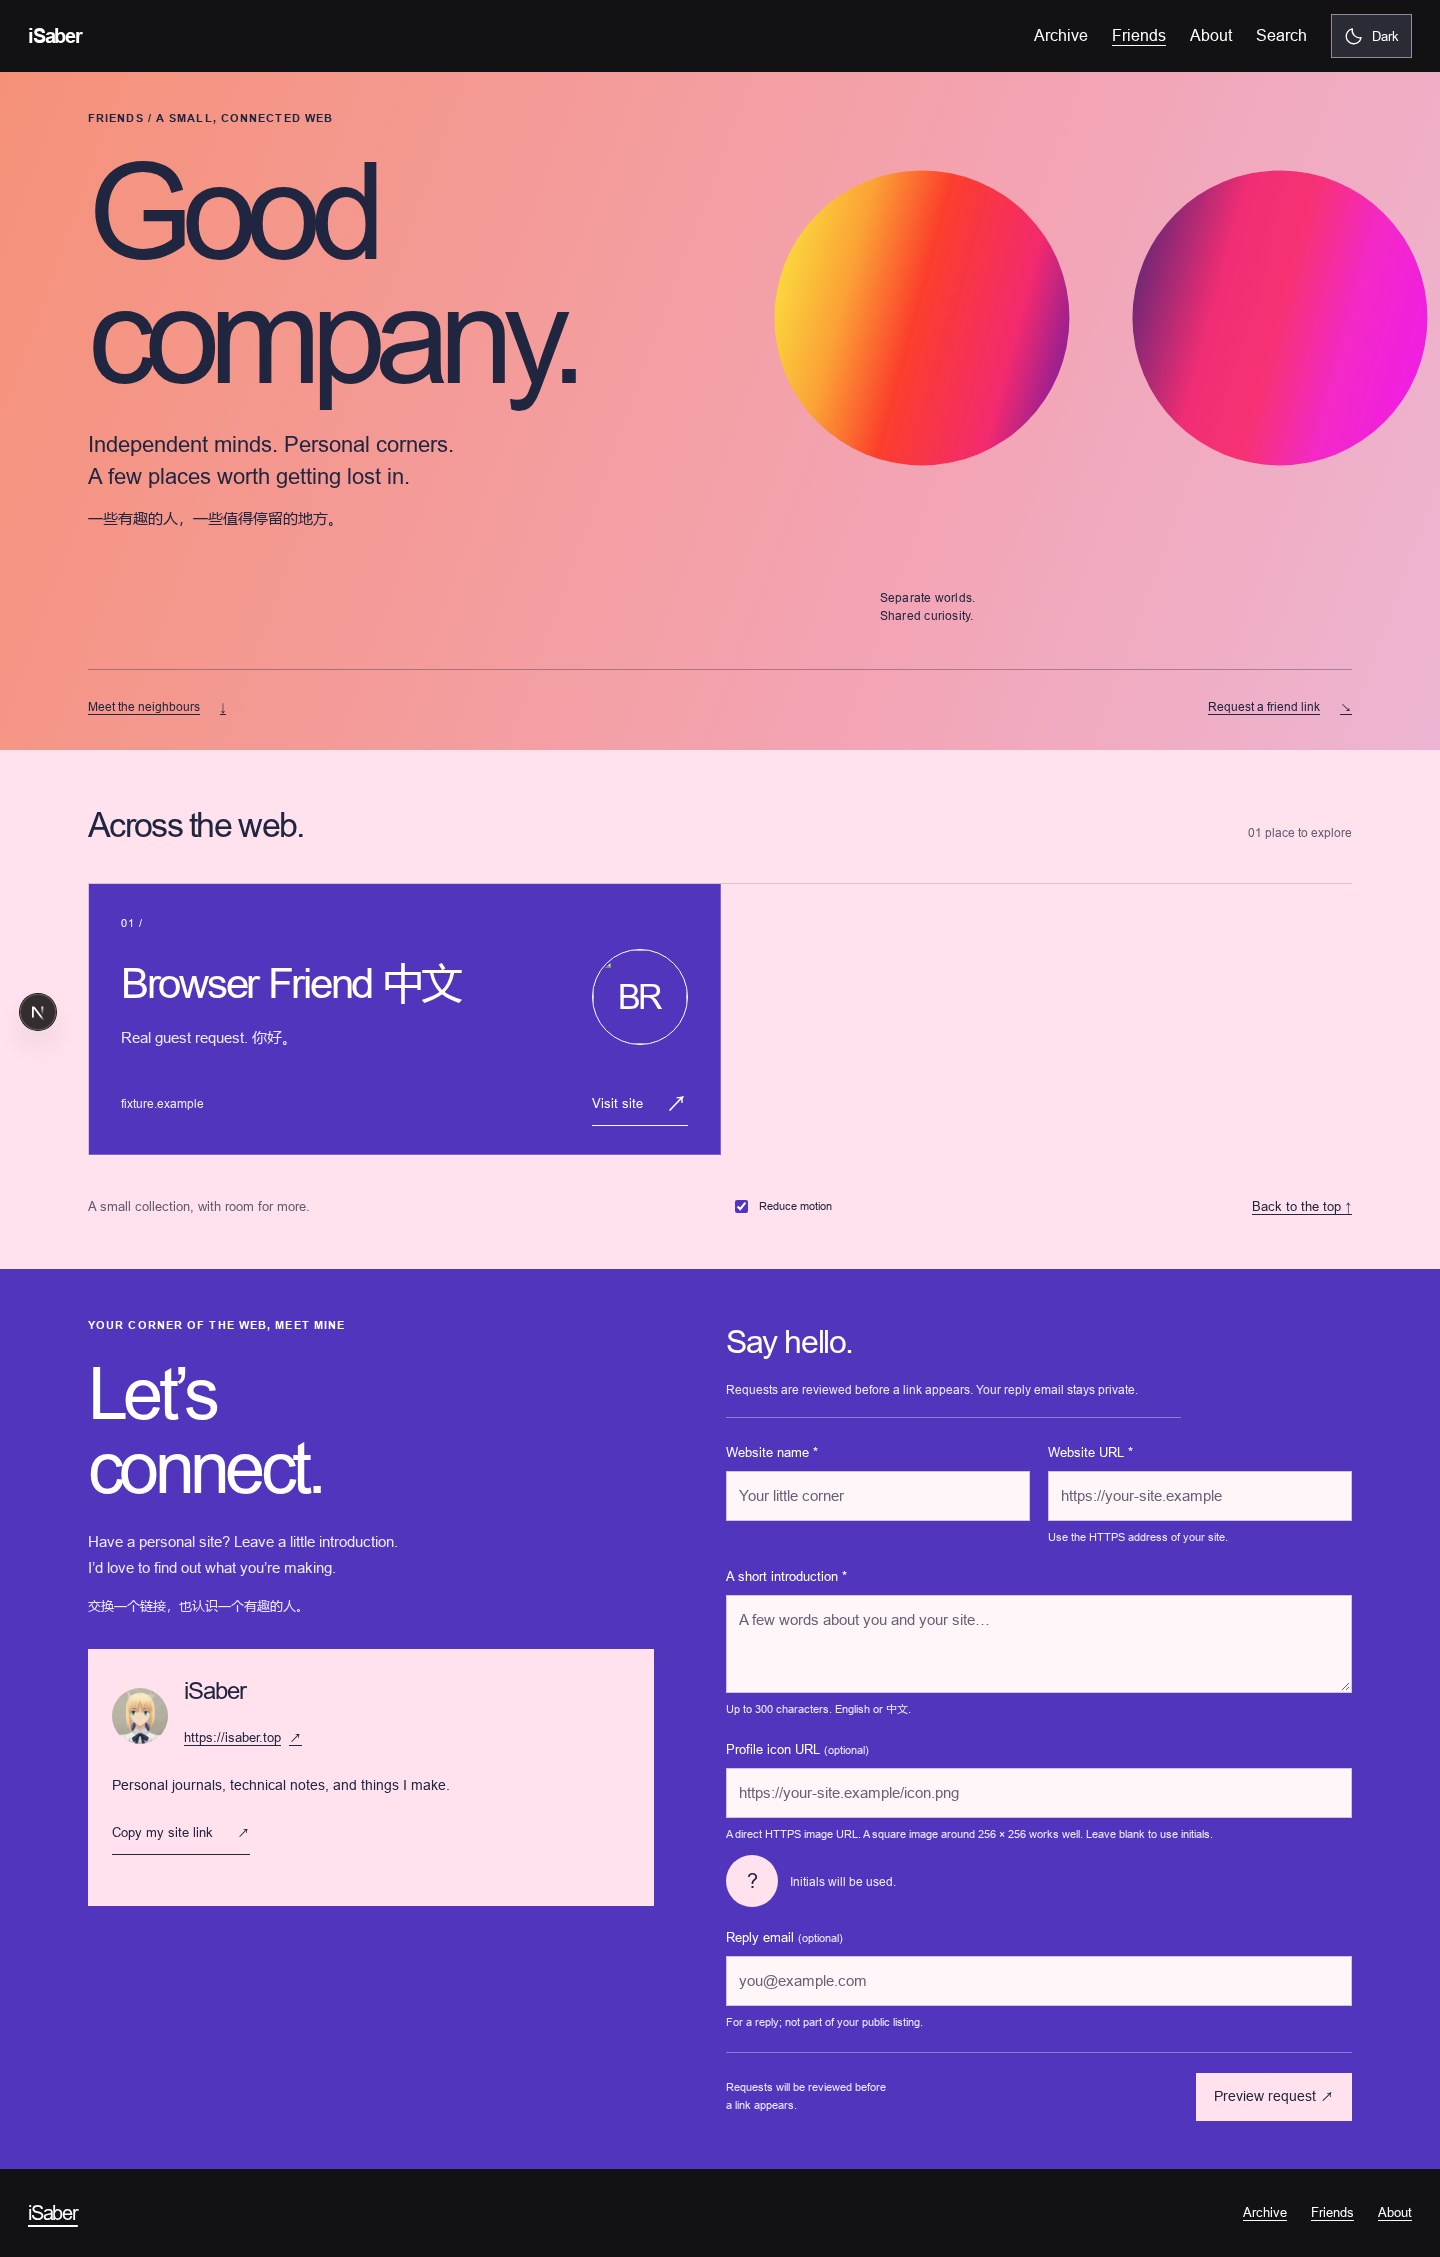 iSaber
Archive Friends About Search Dark
FRIENDS / A SMALL, CONNECTED WEB
Good
company.
Independent minds. Personal corners.
A few places worth getting lost in.
一些有趣的人，一些值得停留的地方。
Separate worlds.
Shared curiosity.
Meet the neighbours ↓
Request a friend link ↘
Across the web.
01 place to explore
01 /
Browser Friend 中文
BR
Real guest request. 你好。
fixture.example
Visit site ↗
N
A small collection, with room for more.
Reduce motion
Back to the top ↑
YOUR CORNER OF THE WEB, MEET MINE
Let’s
connect.
Have a personal site? Leave a little introduction.
I’d love to find out what you’re making.
交换一个链接，也认识一个有趣的人。
iSaber
https://isaber.top ↗
Personal journals, technical notes, and things I make.
Copy my site link ↗
Say hello.
Requests are reviewed before a link appears. Your reply email stays private.
Website name *
Your little corner
Website URL *
https://your-site.example
Use the HTTPS address of your site.
A short introduction *
A few words about you and your site…
Up to 300 characters. English or 中文.
Profile icon URL (optional)
https://your-site.example/icon.png
A direct HTTPS image URL. A square image around 256 × 256 works well. Leave blank to use initials.
?
Initials will be used.
Reply email (optional)
you@example.com
For a reply; not part of your public listing.
Requests will be reviewed before
a link appears.
Preview request ↗
iSaber
Archive Friends About